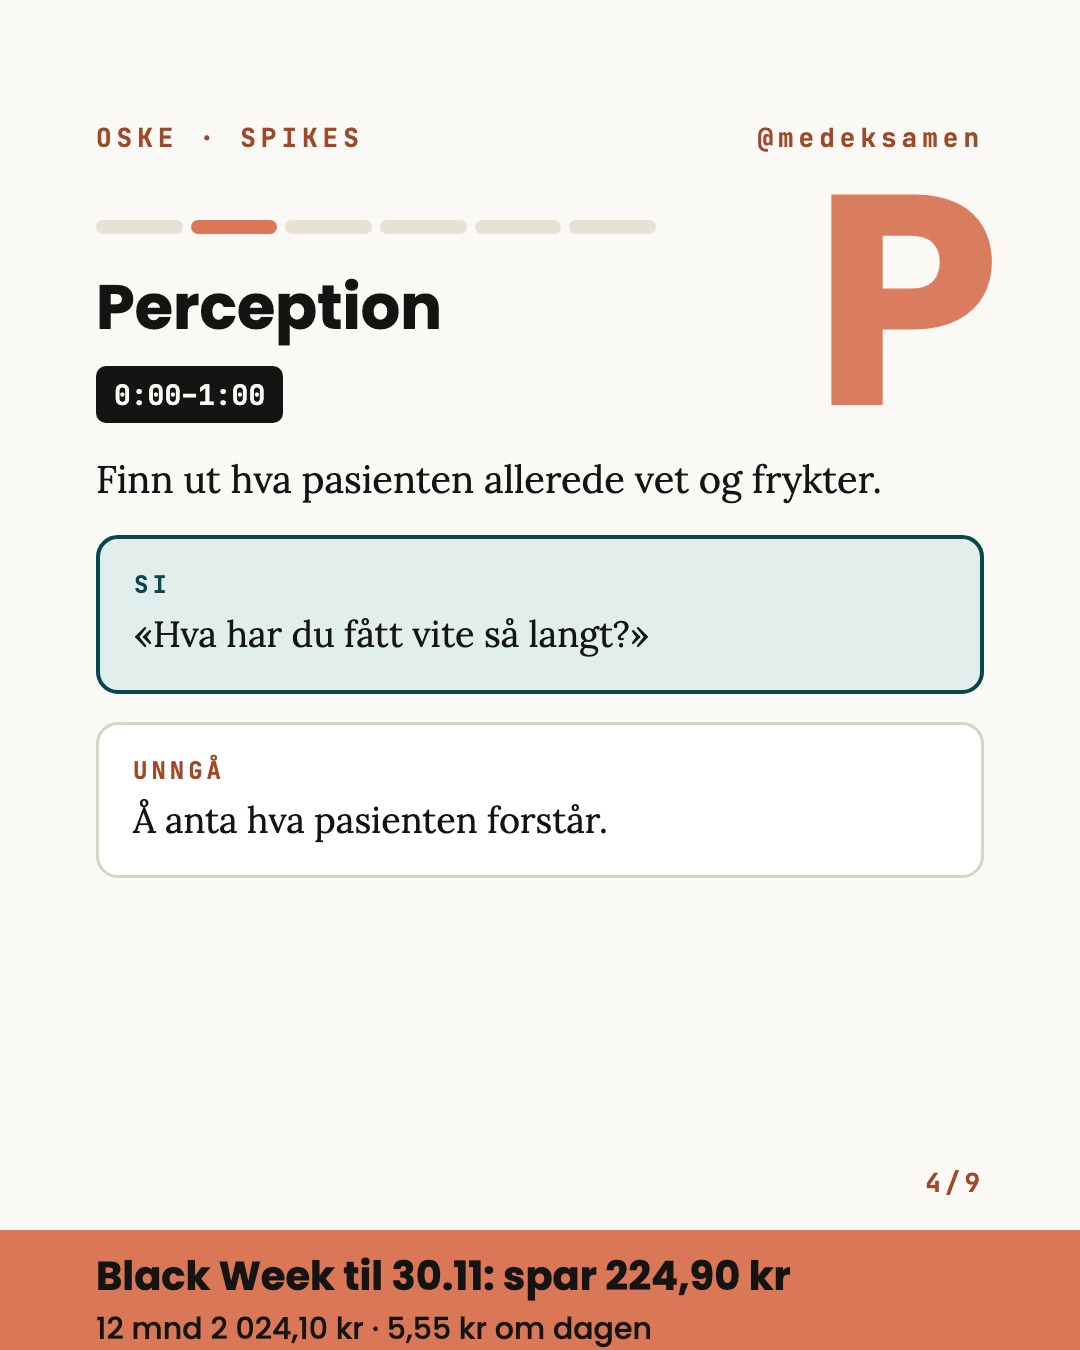 OSKE · SPIKES
@medeksamen
P
Perception
0:00–1:00
Finn ut hva pasienten allerede vet og frykter.
SI
«Hva har du fått vite så langt?»
UNNGÅ
Å anta hva pasienten forstår.
4/9
Black Week til 30.11: spar 224,90 kr
12 mnd 2 024,10 kr · 5,55 kr om dagen